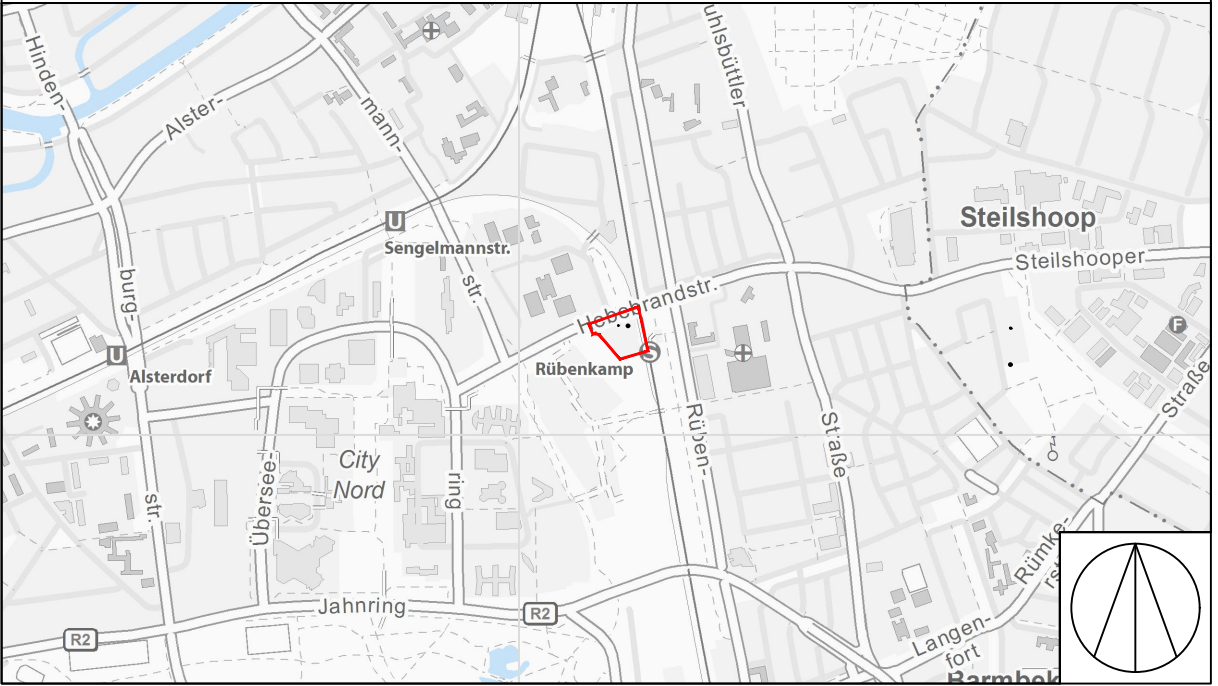 Hinden-
Alster-
mann-
uhlsbüttler
U
Sengelmannstr.
Steilshoop
Steilshooper
burg-
str.
Hebebrandstr.
F
U
Alsterdorf
S
Rübenkamp
Straße
Rüben-
Straße
City
Nord
Übersee-
ring
str.
Rümke-
rst
Jahnring
R2
R2
Langen-
fort
Barmbek